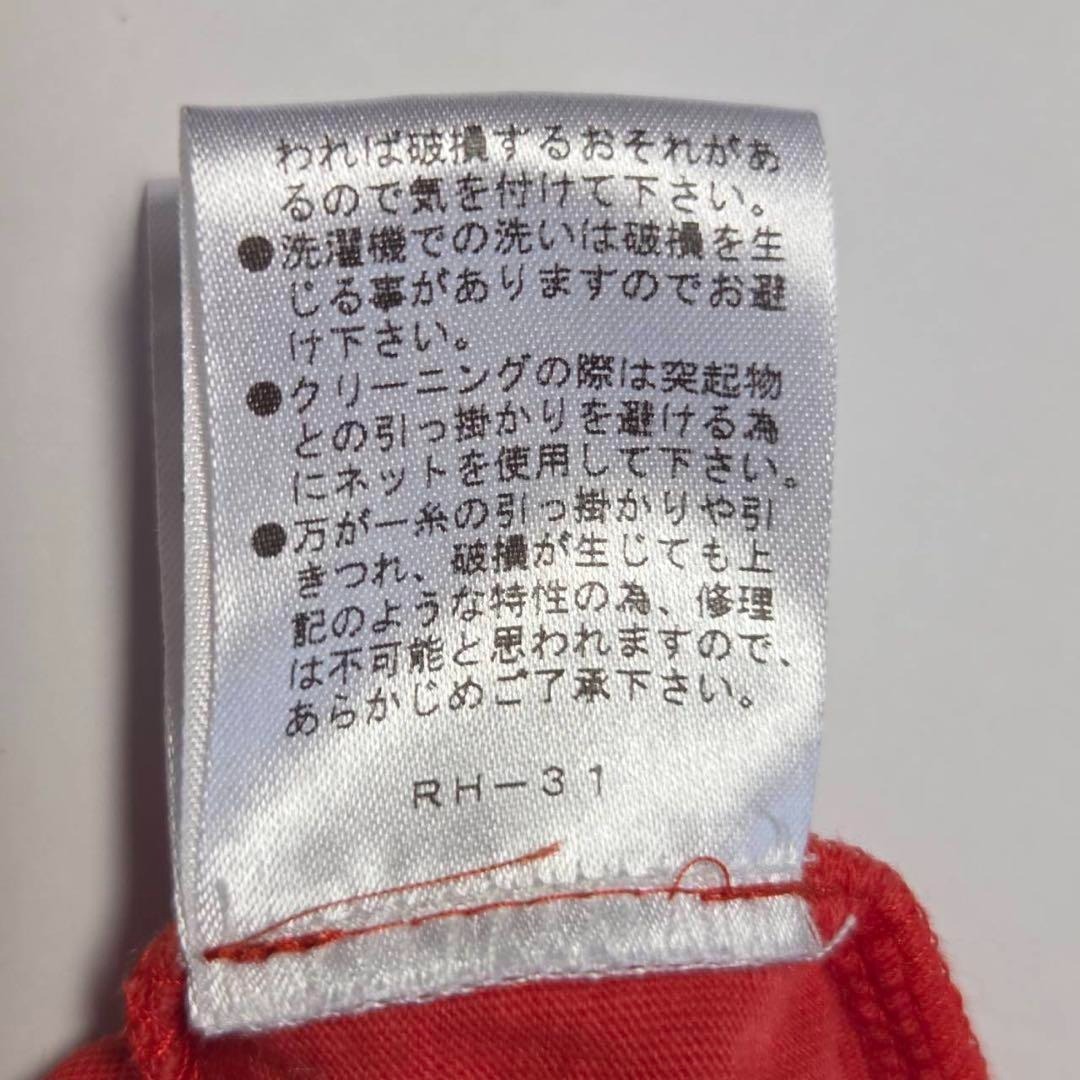 われば破損するおそれがあ
るので気を付けて下さい。
●洗濯機での洗いは破損を生
じる事がありますのでお避
け下さい。
●クリーニングの際は突起物
との引っ掛かりを避ける為
にネットを使用して下さい。
●万が一糸の引っ掛かりや引
きつれ、破損が生じても上
記のような特性の為、修理
は不可能と思われますので、
あらかじめご了承下さい。
RH-31